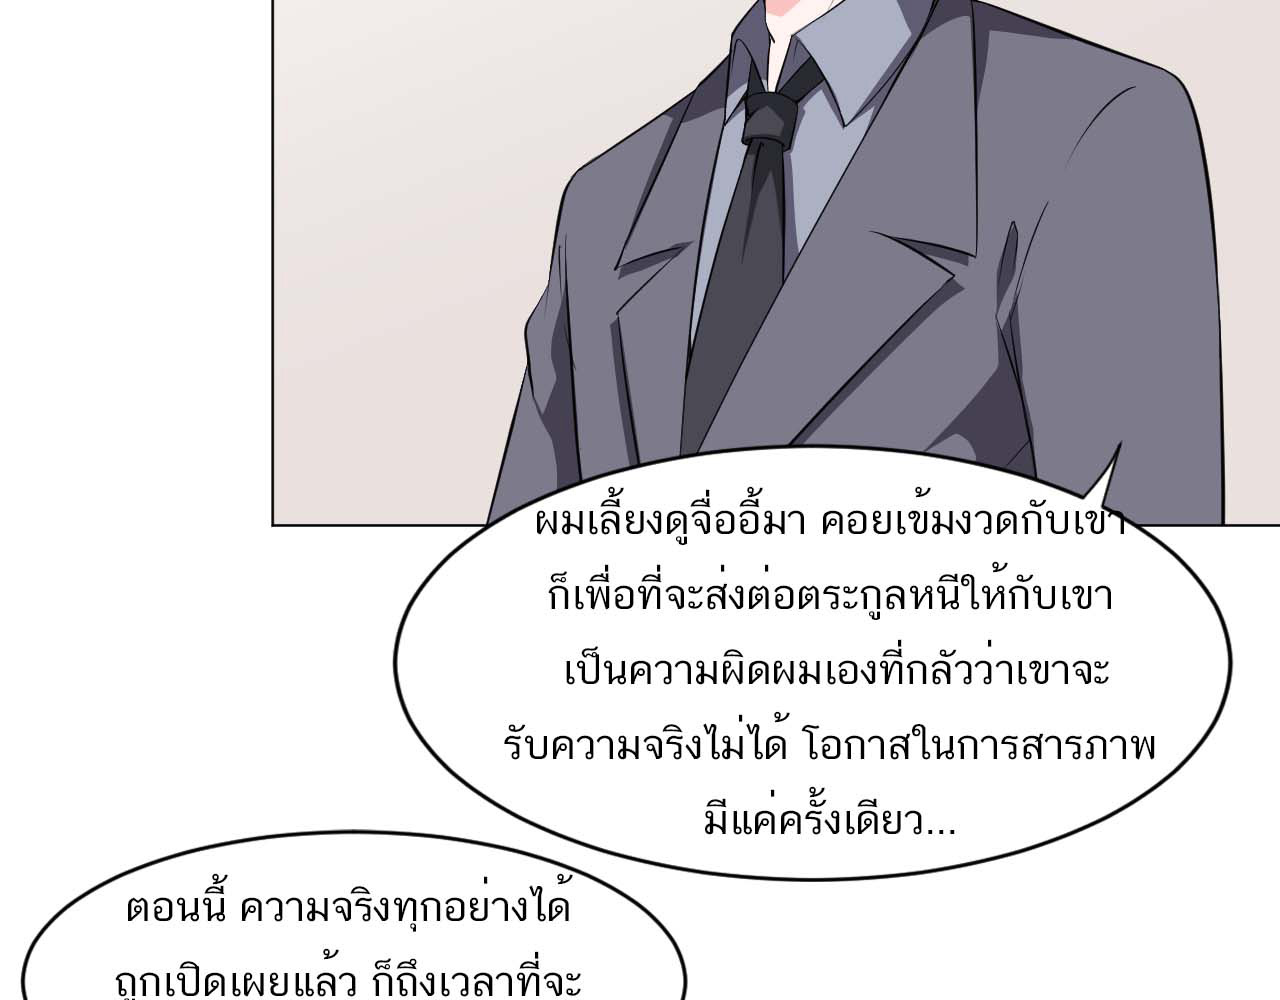 ผมเลี้ยงดูจื่ออี้มา คอยเข้มงวดกับเขา
ก็เพื่อที่จะส่งต่อตระกูลหนีให้กับเขา
เป็นความผิดผมเองที่กลัวว่าเขาจะ
รับความจริงไม่ได้ โอกาสในการสารภาพ
มีแค่ครั้งเดียว...
ตอนนี้ ความจริงทุกอย่างได้
ถูกเปิดเผยแล้ว ก็ถึงเวลาที่จะ